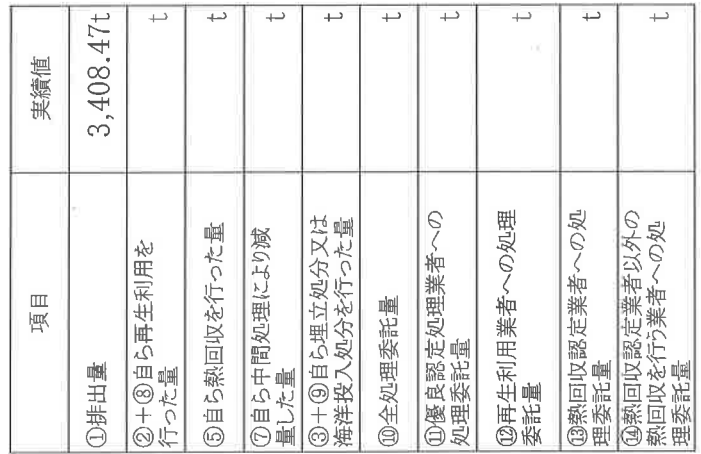 項目 実績値
①排出量 3,408.47t
②+⑧自ら再生利用を
行った量 t
⑤自ら熱回収を行った量 t
⑦自ら中間処理により減
量した量 t
③+⑨自ら埋立処分又は
海洋投入処分を行った量 t
⑩全処理委託量 t
⑪優良認定処理業者への
処理委託量 t
⑫再生利用業者への処理
委託量 t
⑬熱回収認定業者への処
理委託量 t
⑭熱回収認定業者以外の
熱回収を行う業者への処
理委託量 t